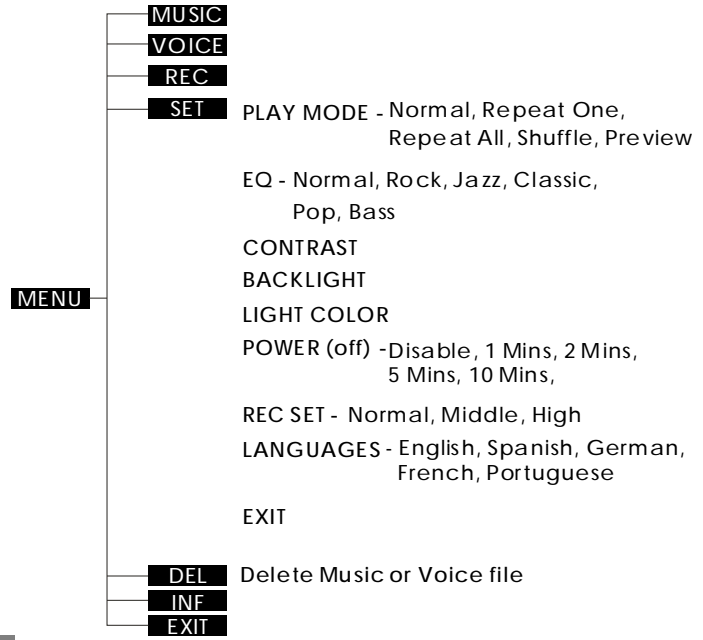 MUSIC
VOICE
REC
SET
PLAY MODE - Normal, Repeat One,
Repeat All, Shuffle, Preview
EQ - Normal, Rock, Jazz, Classic,
Pop, Bass
CONTRAST
BACKLIGHT
MENU
LIGHT COLOR
POWER (off) - Disable, 1 Mins, 2 Mins,
5 Mins, 10 Mins,
REC SET - Normal, Middle, High
LANGUAGES - English, Spanish, German,
French, Portuguese
EXIT
DEL Delete Music or Voice file
INF
EXIT